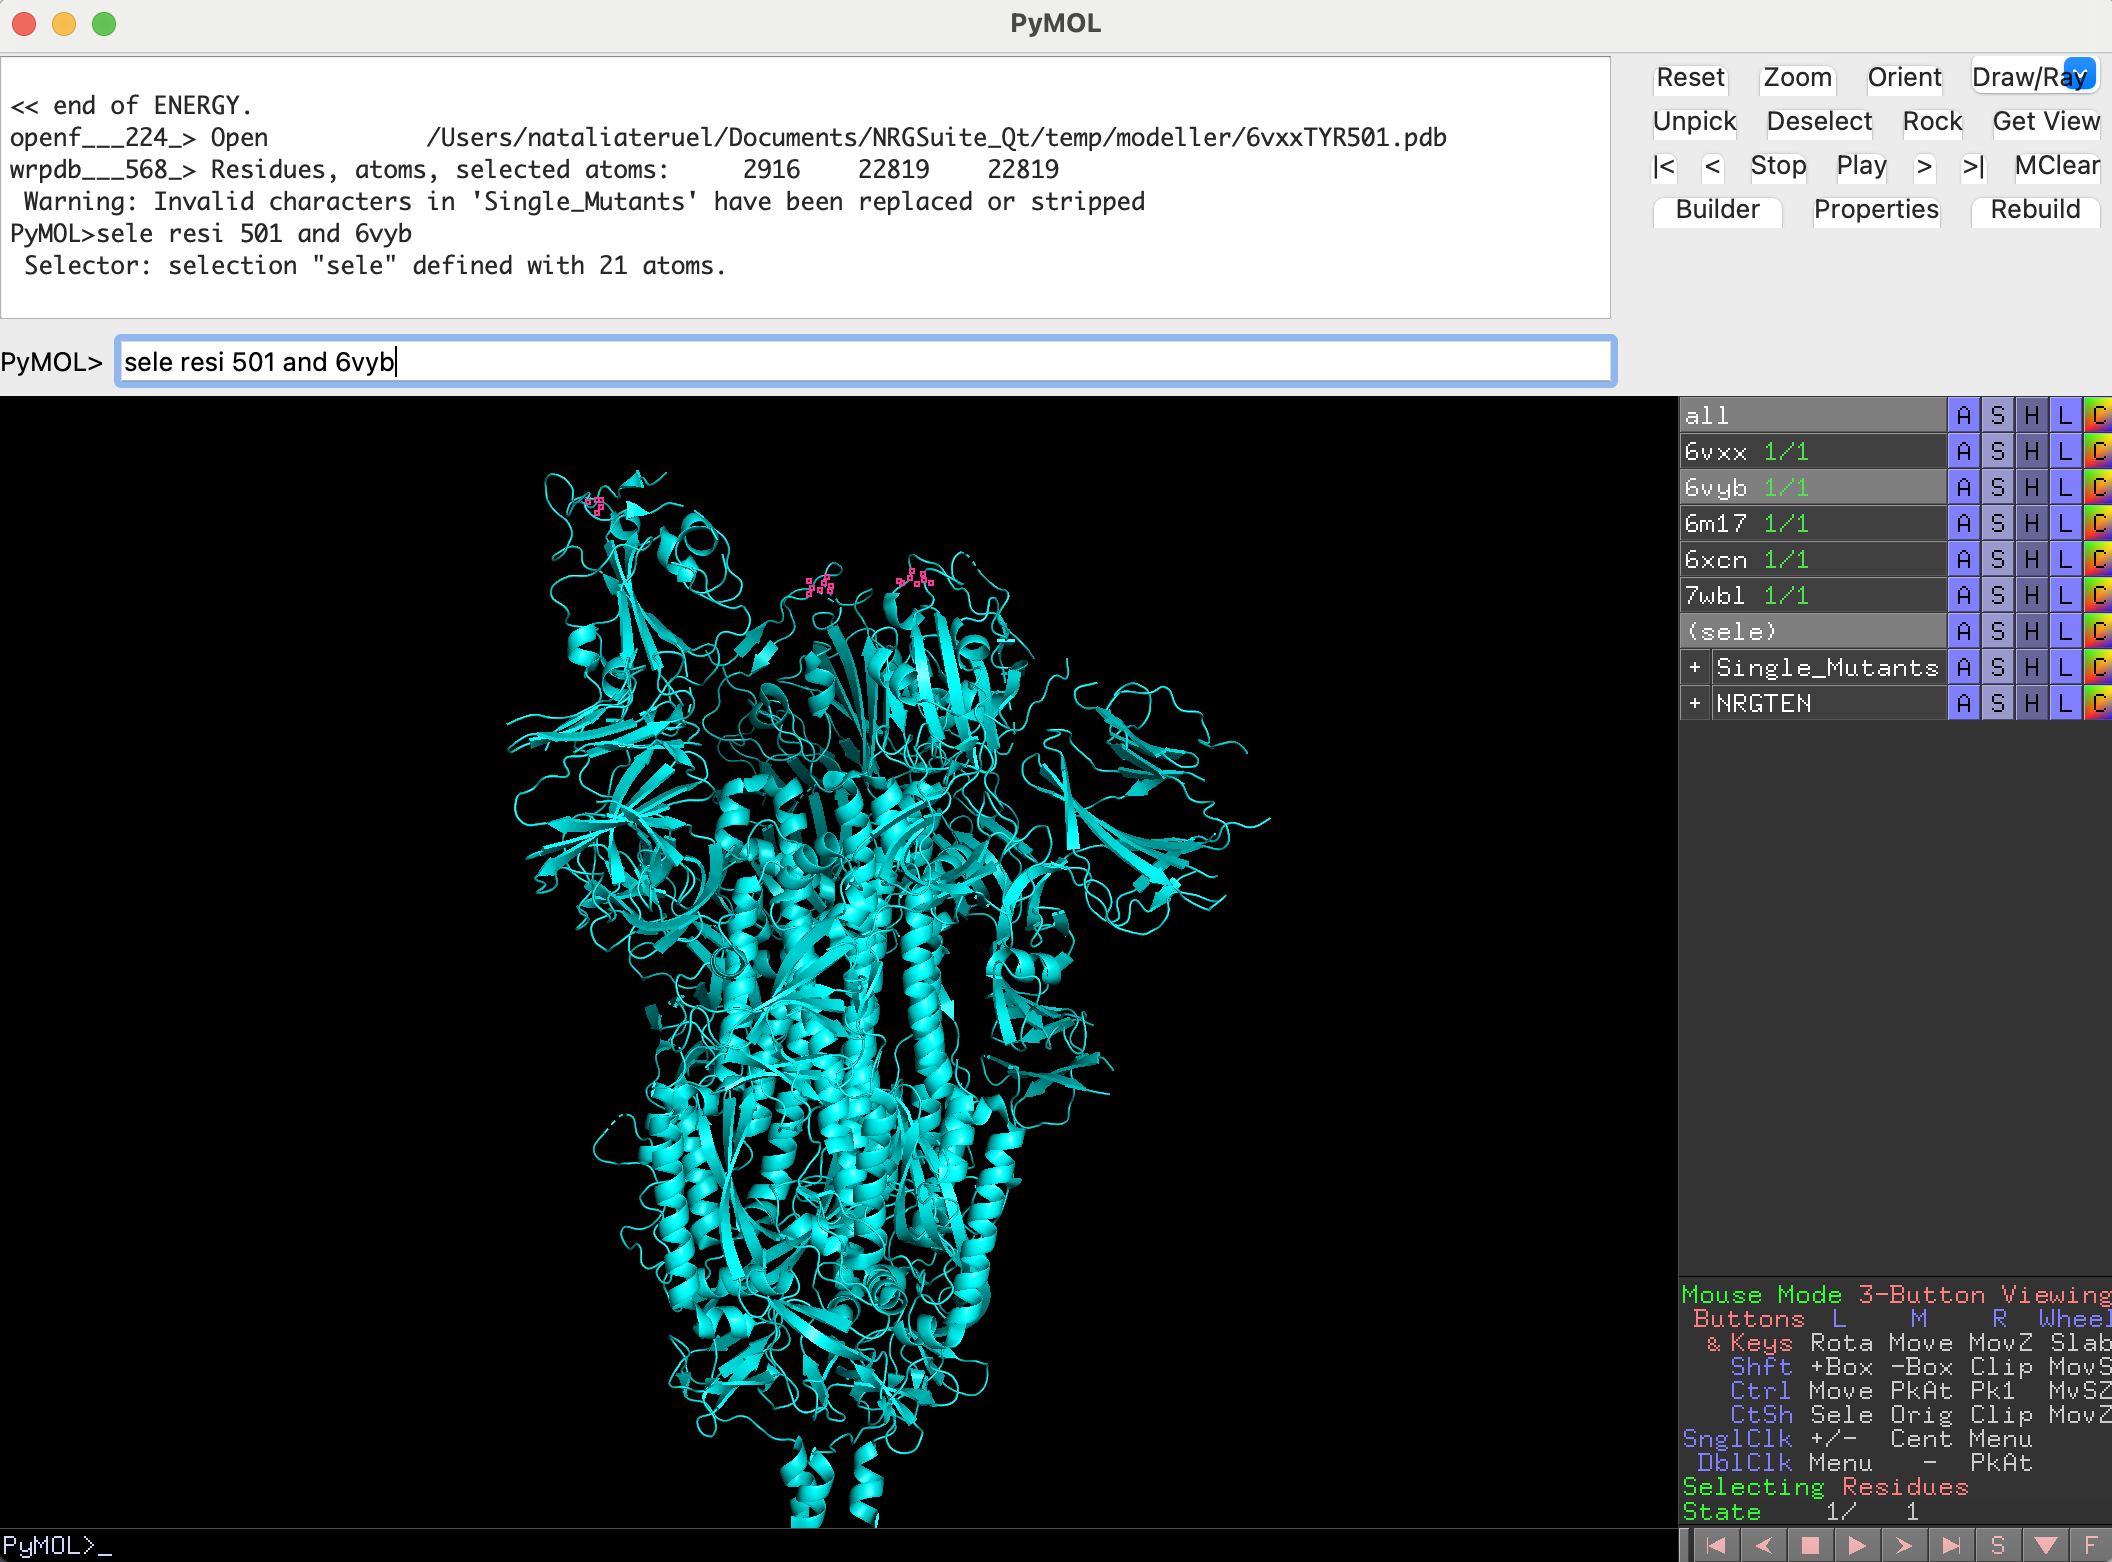 PyMOL
<< end of ENERGY.
openf___224_> Open           /Users/nataliateruel/Documents/NRGSuite_Qt/temp/modeller/6vxxTYR501.pdb
wrpdb___568_> Residues, atoms, selected atoms:     2916    22819    22819
Warning: Invalid characters in 'Single_Mutants' have been replaced or stripped
PyMOL>sele resi 501 and 6vyb
Selector: selection "sele" defined with 21 atoms.
Reset Zoom Orient Draw/Ray
Unpick Deselect Rock Get View
|< < Stop Play > >| MClear
Builder Properties Rebuild
PyMOL> sele resi 501 and 6vyb
all A S H L C
6vxx 1/1 A S H L C
6vyb 1/1 A S H L C
6m17 1/1 A S H L C
6xcn 1/1 A S H L C
7wbl 1/1 A S H L C
(sele) A S H L C
+ Single_Mutants A S H L C
+ NRGTEN A S H L C
Mouse Mode 3-Button Viewing
Buttons L M R Wheel
& Keys Rota Move MovZ Slab
Shft +Box -Box Clip MovS
Ctrl Move PkAt Pk1 MvSZ
CtSh Sele Orig Clip MovZ
SnglClk +/- Cent Menu
DblClk Menu - PkAt
Selecting Residues
State 1/ 1
PyMOL>_
S F